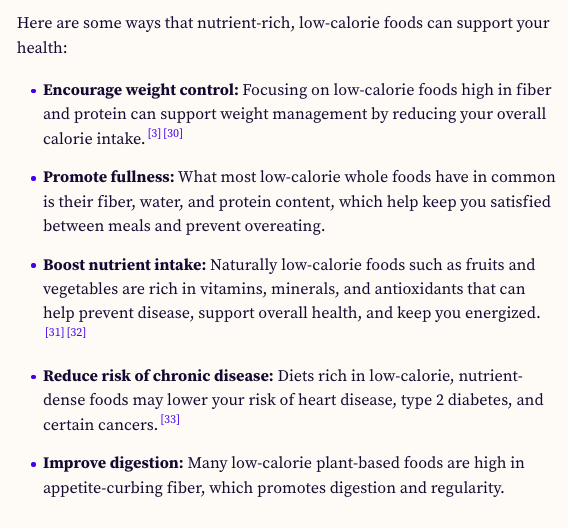 Here are some ways that nutrient-rich, low-calorie foods can support your
health:
• Encourage weight control: Focusing on low-calorie foods high in fiber
and protein can support weight management by reducing your overall
calorie intake. [3] [30]
• Promote fullness: What most low-calorie whole foods have in common
is their fiber, water, and protein content, which help keep you satisfied
between meals and prevent overeating.
• Boost nutrient intake: Naturally low-calorie foods such as fruits and
vegetables are rich in vitamins, minerals, and antioxidants that can
help prevent disease, support overall health, and keep you energized.
[31] [32]
• Reduce risk of chronic disease: Diets rich in low-calorie, nutrient-
dense foods may lower your risk of heart disease, type 2 diabetes, and
certain cancers. [33]
• Improve digestion: Many low-calorie plant-based foods are high in
appetite-curbing fiber, which promotes digestion and regularity.